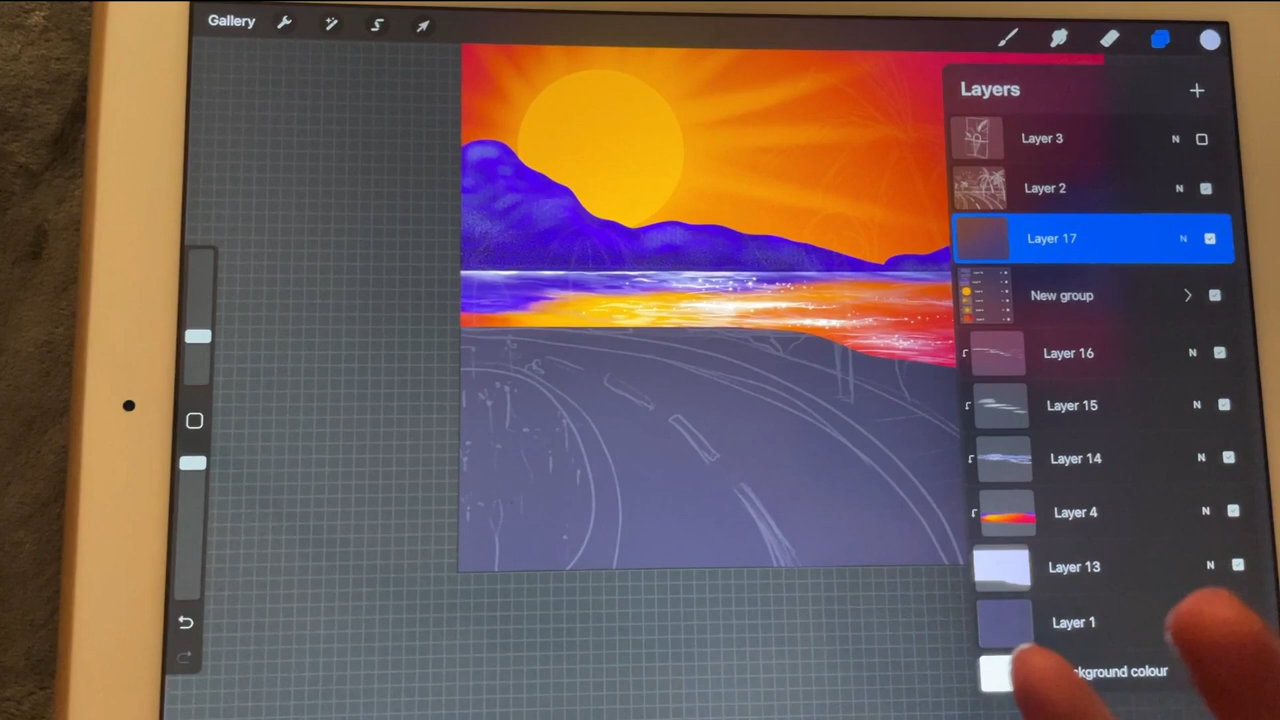 Gallery
Layers
Layer 3 N
Layer 2 N
Layer 17 N
New group
Layer 16 N
Layer 15 N
Layer 14 N
Layer 4 N
Layer 13 N
Layer 1
colour